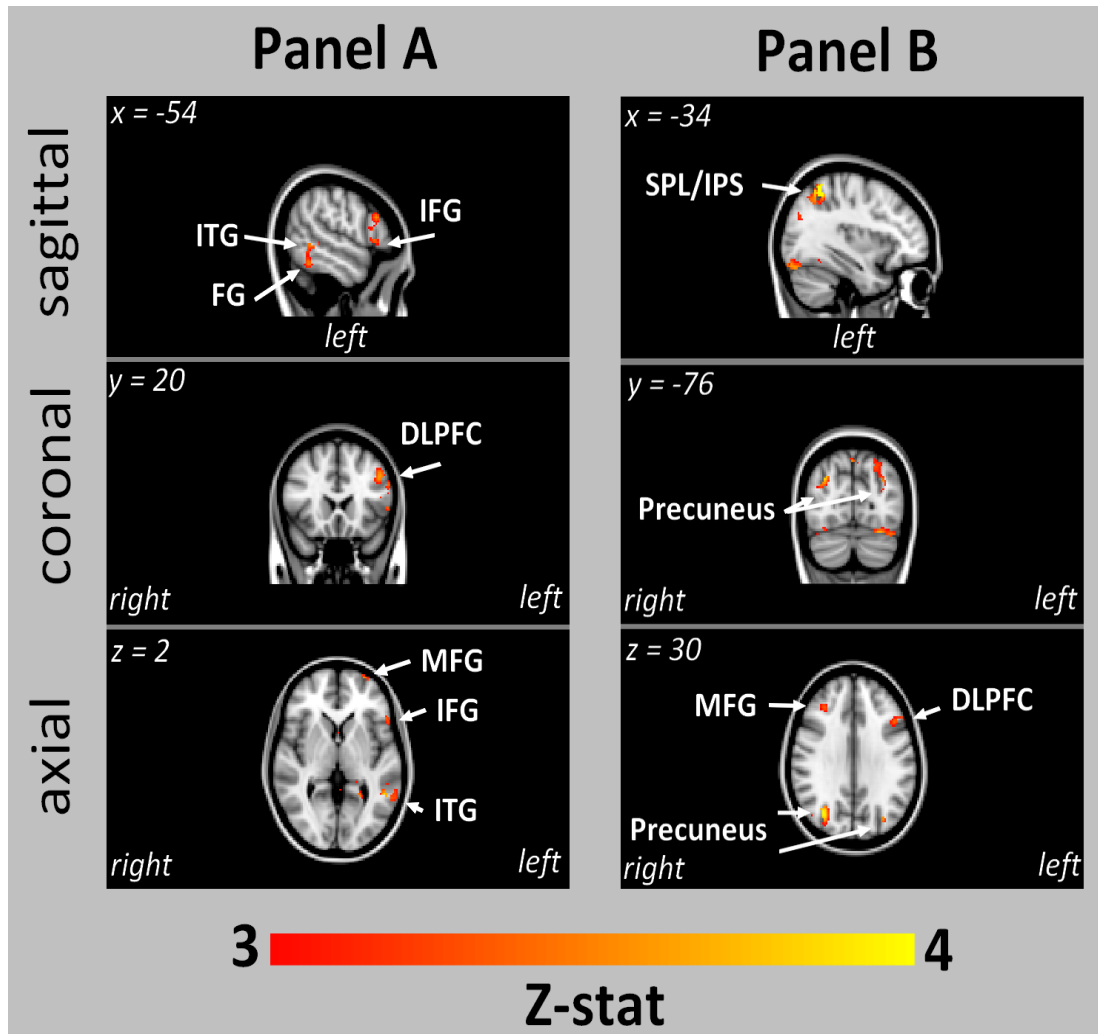 Panel A
Panel B
sagittal
x = -54
ITG
FG
IFG
left
x = -34
SPL/IPS
left
coronal
y = 20
DLPFC
right
left
y = -76
Precuneus
right
left
axial
z = 2
MFG
IFG
ITG
right
left
z = 30
MFG
DLPFC
Precuneus
right
left
3
4
Z-stat